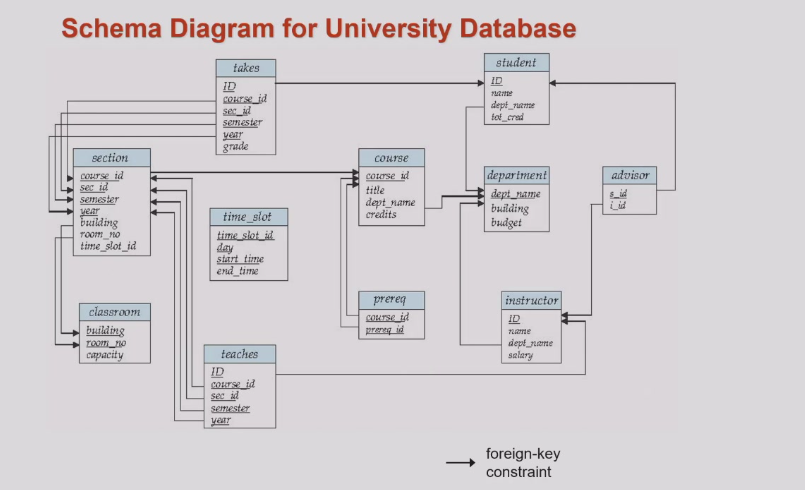 Schema Diagram for University Database
takes
ID
course_id
sec_id
semester
year
grade
student
ID
name
dept_name
tot_cred
section
course_id
sec_id
semester
year
building
room_no
time_slot_id
course
course_id
title
dept_name
credits
department
dept_name
building
budget
advisor
s_id
i_id
time_slot
time_slot_id
day
start_time
end_time
prereq
course_id
prereq_id
instructor
ID
name
dept_name
salary
classroom
building
room_no
capacity
teaches
ID
course_id
sec_id
semester
year
foreign-key
constraint